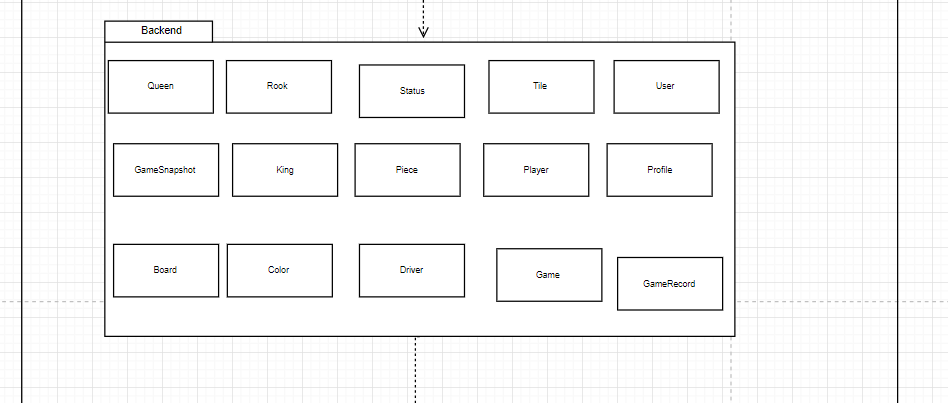 Backend
Queen
Rook
Status
Tile
User
GameSnapshot
King
Piece
Player
Profile
Board
Color
Driver
Game
GameRecord